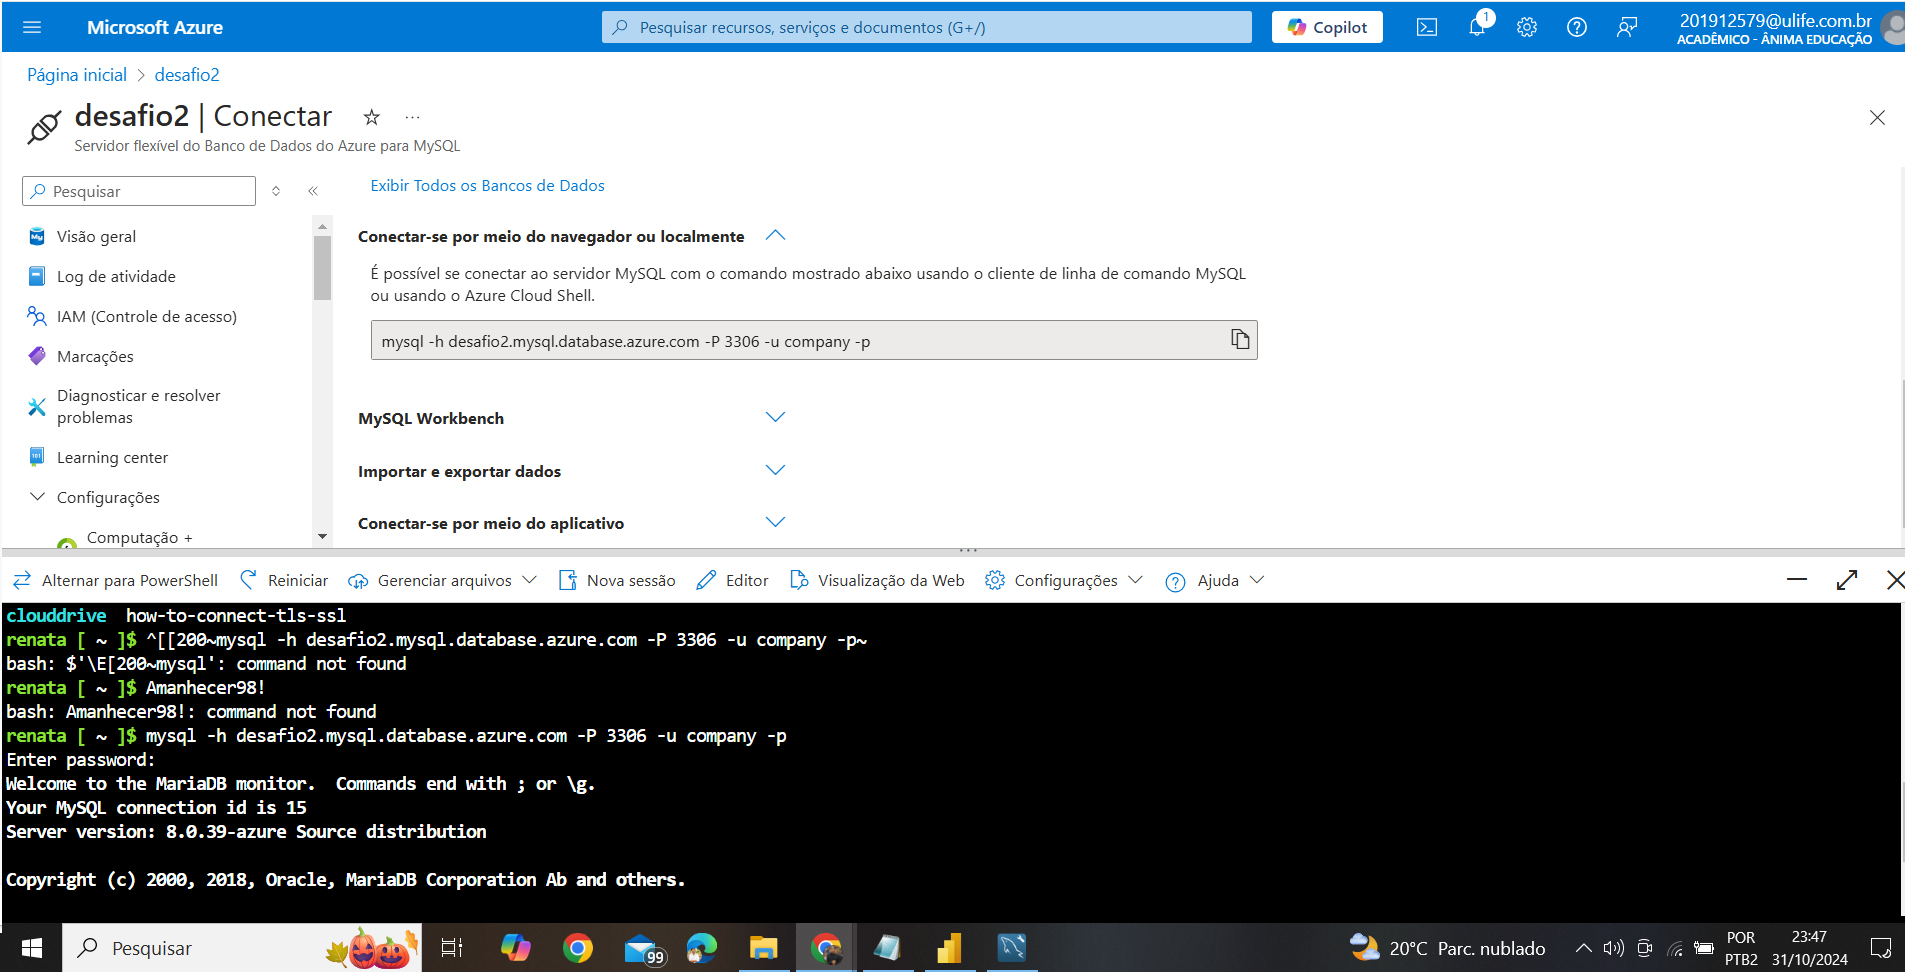 Microsoft Azure
Pesquisar recursos, serviços e documentos (G+/)
Copilot
1
201912579@ulife.com.br
ACADÊMICO - ÂNIMA EDUCAÇÃO
Página inicial > desafio2
desafio2 | Conectar
Servidor flexível do Banco de Dados do Azure para MySQL
Pesquisar
Visão geral
Log de atividade
IAM (Controle de acesso)
Marcações
Diagnosticar e resolver
problemas
Learning center
Configurações
Computação +
Exibir Todos os Bancos de Dados
Conectar-se por meio do navegador ou localmente
É possível se conectar ao servidor MySQL com o comando mostrado abaixo usando o cliente de linha de comando MySQL
ou usando o Azure Cloud Shell.
mysql -h desafio2.mysql.database.azure.com -P 3306 -u company -p
MySQL Workbench
Importar e exportar dados
Conectar-se por meio do aplicativo
Alternar para PowerShell Reiniciar Gerenciar arquivos Nova sessão Editor Visualização da Web Configurações Ajuda
clouddrive  how-to-connect-tls-ssl
renata [ ~ ]$ ^[[200~mysql -h desafio2.mysql.database.azure.com -P 3306 -u company -p~
bash: $'\E[200~mysql': command not found
renata [ ~ ]$ Amanhecer98!
bash: Amanhecer98!: command not found
renata [ ~ ]$ mysql -h desafio2.mysql.database.azure.com -P 3306 -u company -p
Enter password:
Welcome to the MariaDB monitor.  Commands end with ; or \g.
Your MySQL connection id is 15
Server version: 8.0.39-azure Source distribution
Copyright (c) 2000, 2018, Oracle, MariaDB Corporation Ab and others.
Pesquisar
99
20°C Parc. nublado
POR
PTB2
23:47
31/10/2024